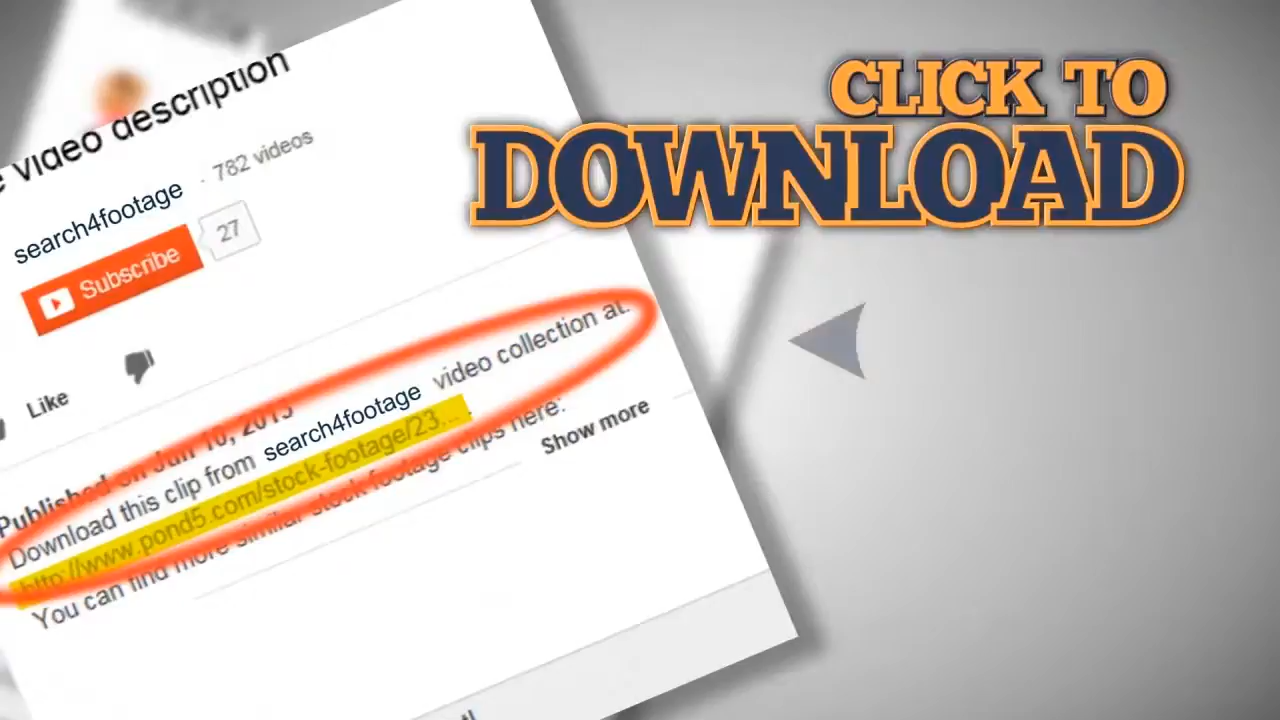 CLICK TO
DOWNLOAD
e video description
search4footage · 782 videos
Subscribe 27
Like
Published on Jun 10, 2013
Download this clip from search4footage video collection at:
http://www.pond5.com/stock-footage/23...
You can find more similar stock footage clips here:
Show more